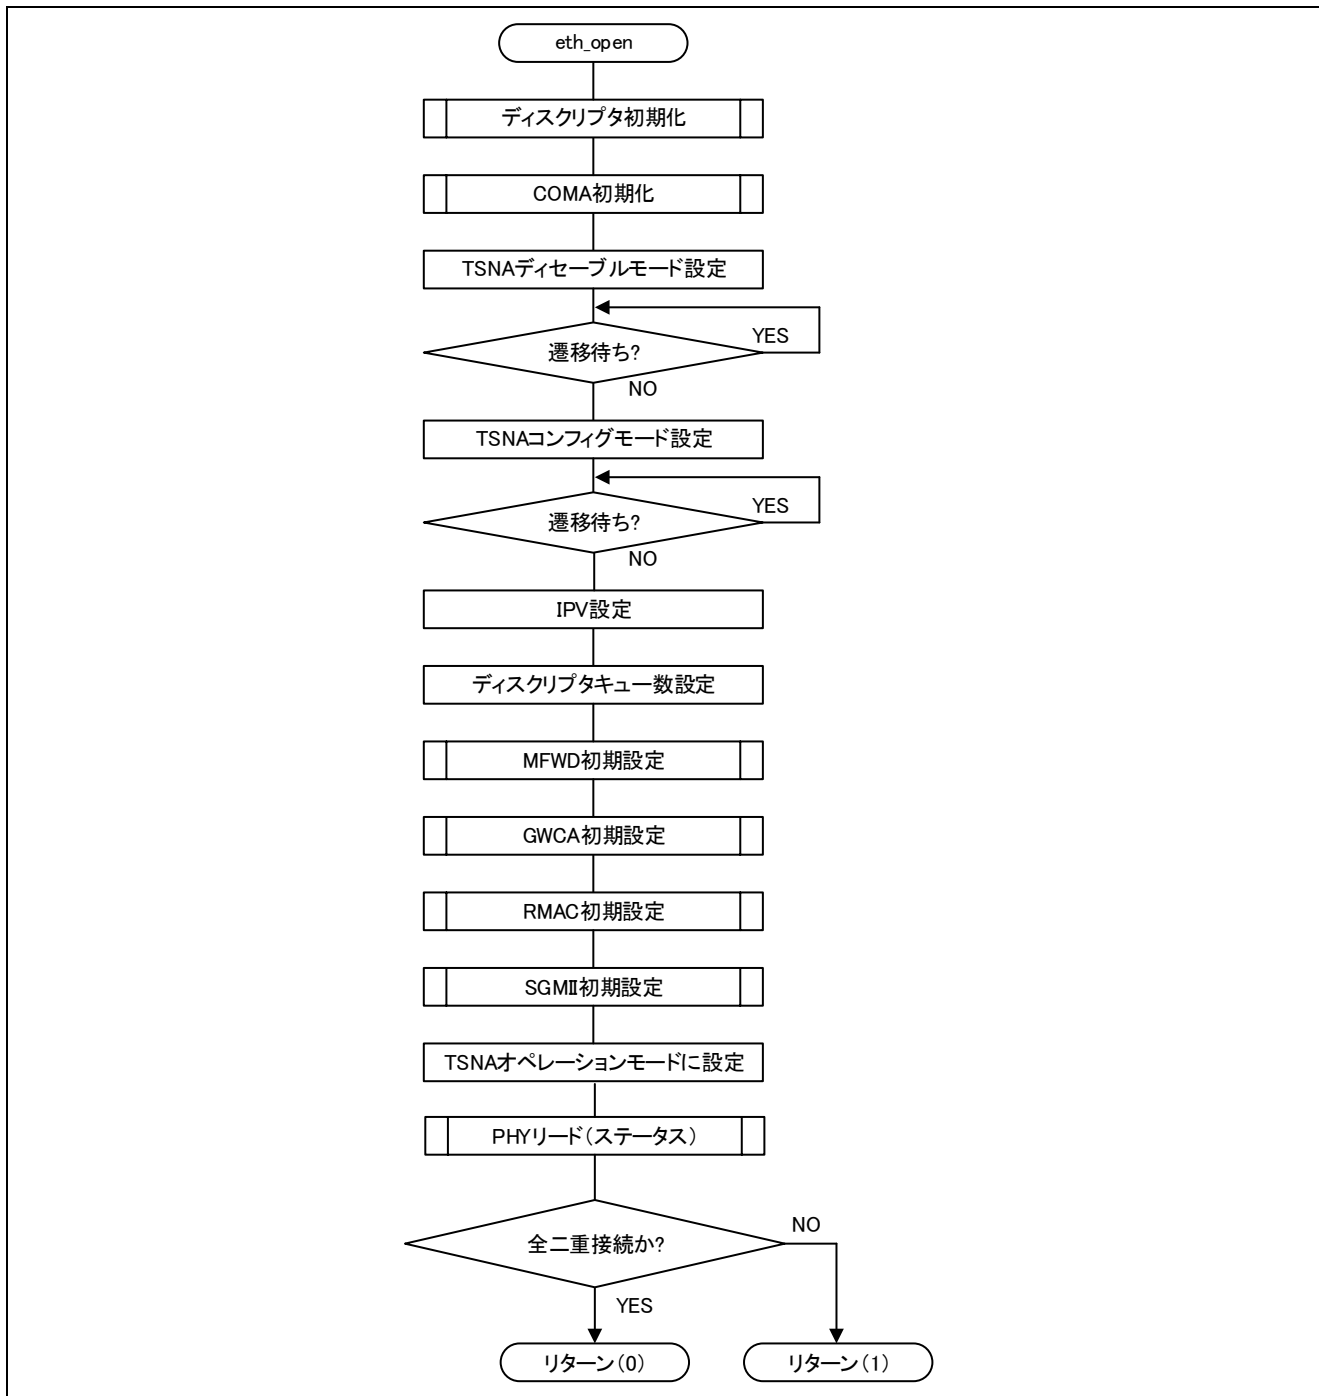 eth_open
ディスクリプタ初期化
COMA初期化
TSNAディセーブルモード設定
YES
遷移待ち?
NO
TSNAコンフィグモード設定
YES
遷移待ち?
NO
IPV設定
ディスクリプタキュー数設定
MFWD初期設定
GWCA初期設定
RMAC初期設定
SGMII初期設定
TSNAオペレーションモードに設定
PHYリード(ステータス)
NO
全二重接続か?
YES
リターン(0)
リターン(1)